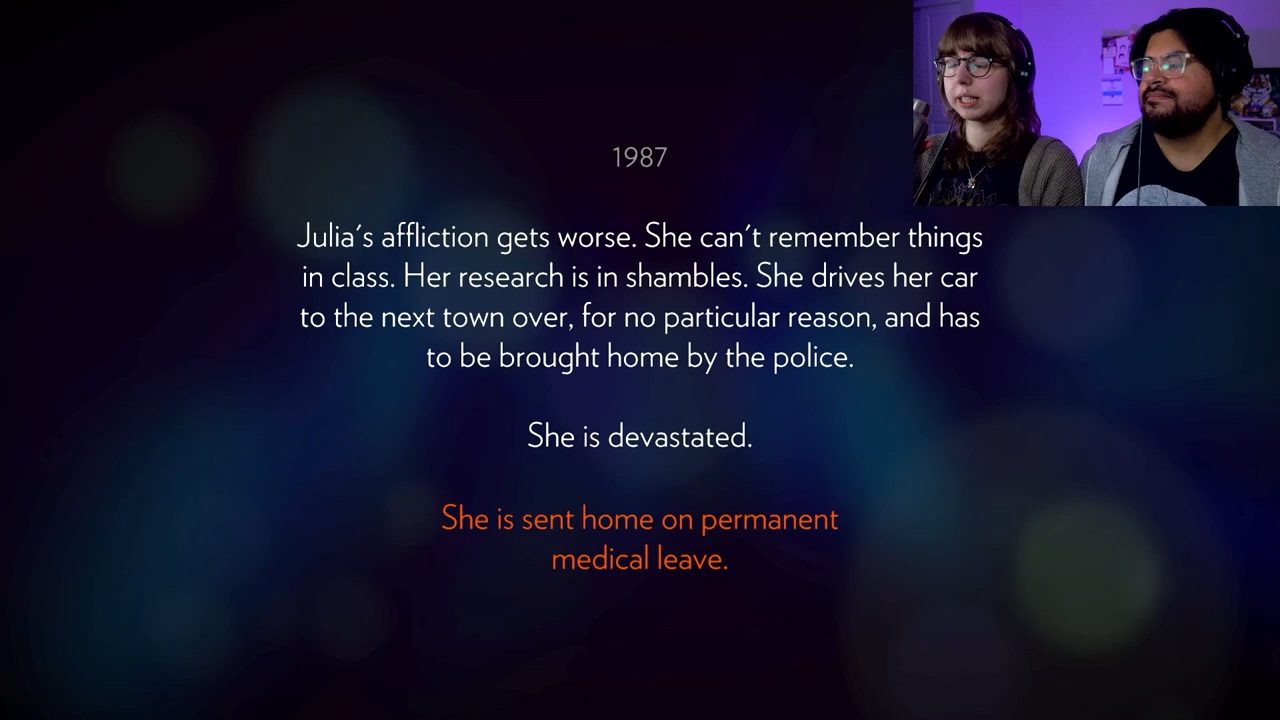 1987
Julia's affliction gets worse. She can't remember things
in class. Her research is in shambles. She drives her car
to the next town over, for no particular reason, and has
to be brought home by the police.
She is devastated.
She is sent home on permanent
medical leave.